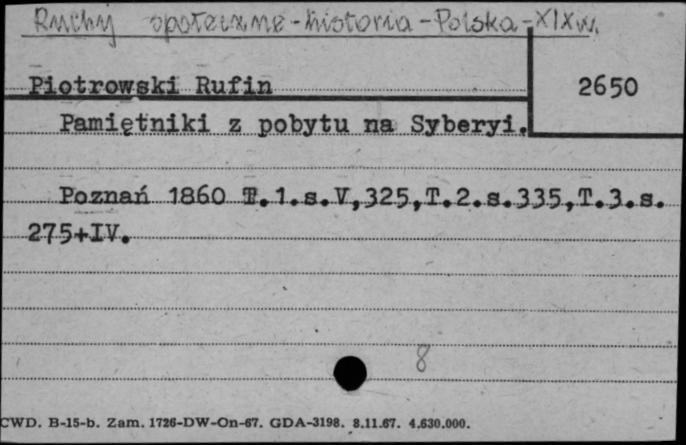 Ruchy społeczne - historia - Polska - XIX w.
Piotrowski Rufin
2650
Pamiętniki z pobytu na Syberyi.
Poznań 1860 T.1.s.V,325,T.2.s.335,T.3.s.
275+IV.
8
CWD. B-15-b. Zam. 1726-DW-On-67. GDA-3198. 8.11.67. 4.630.000.